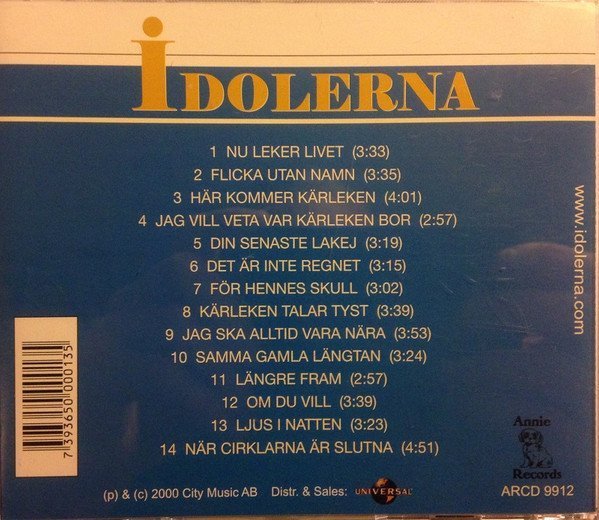 IDOLERNA
1 NU LEKER LIVET (3:33)
2 FLICKA UTAN NAMN (3:35)
3 HÄR KOMMER KÄRLEKEN (4:01)
4 JAG VILL VETA VAR KÄRLEKEN BOR (2:57)
5 DIN SENASTE LAKEJ (3:19)
6 DET ÄR INTE REGNET (3:15)
7 FÖR HENNES SKULL (3:02)
8 KÄRLEKEN TALAR TYST (3:39)
9 JAG SKA ALLTID VARA NÄRA (3:53)
10 SAMMA GAMLA LÄNGTAN (3:24)
11 LÄNGRE FRAM (2:57)
12 OM DU VILL (3:39)
13 LJUS I NATTEN (3:23)
14 NÄR CIRKLARNA ÄR SLUTNA (4:51)
www.idolerna.com
7 393650 000135
Annie
Records
(p) & (c) 2000 City Music AB Distr. & Sales: UNIVERSAL ARCD 9912